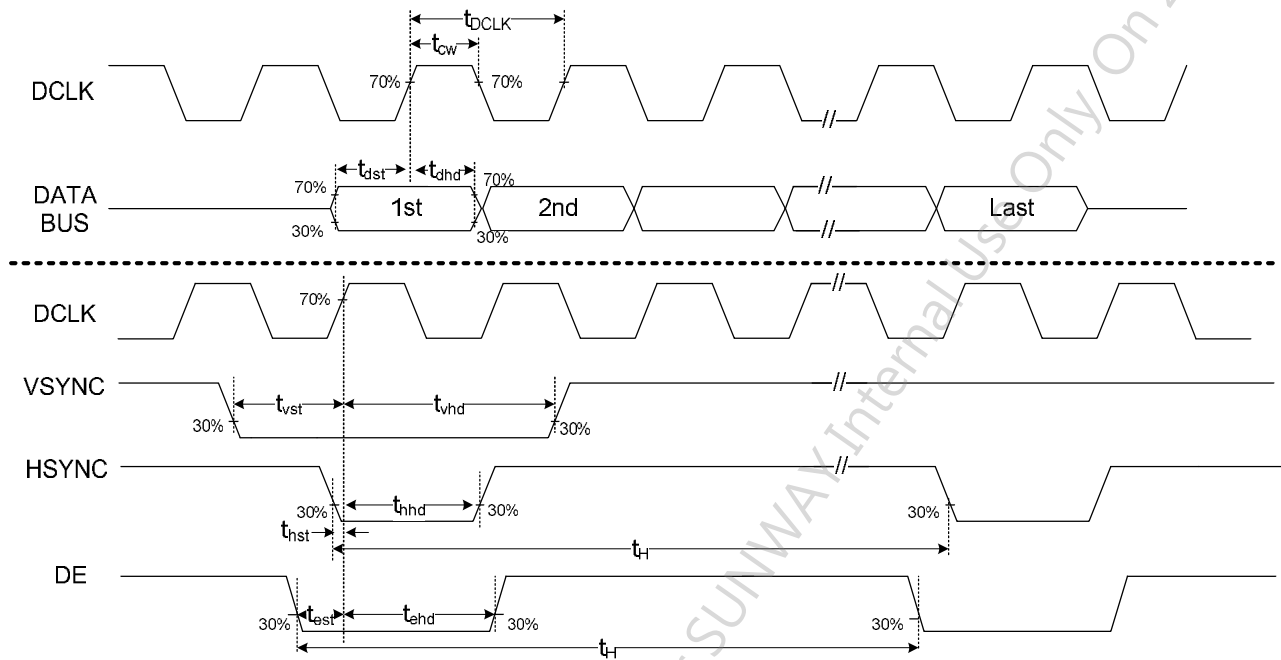 tDCLK
tcw
DCLK
70%
70%
//
tdst
tdhd
DATA
BUS
70%
70%
1st
2nd
//
//
Last
30%
30%
DCLK
70%
//
VSYNC
tvst
tvhd
//
30%
30%
HSYNC
//
30%
thhd
30%
30%
thst
tH
DE
30%
test
tehd
30%
30%
tH
SUNWAY Internal Use Only On